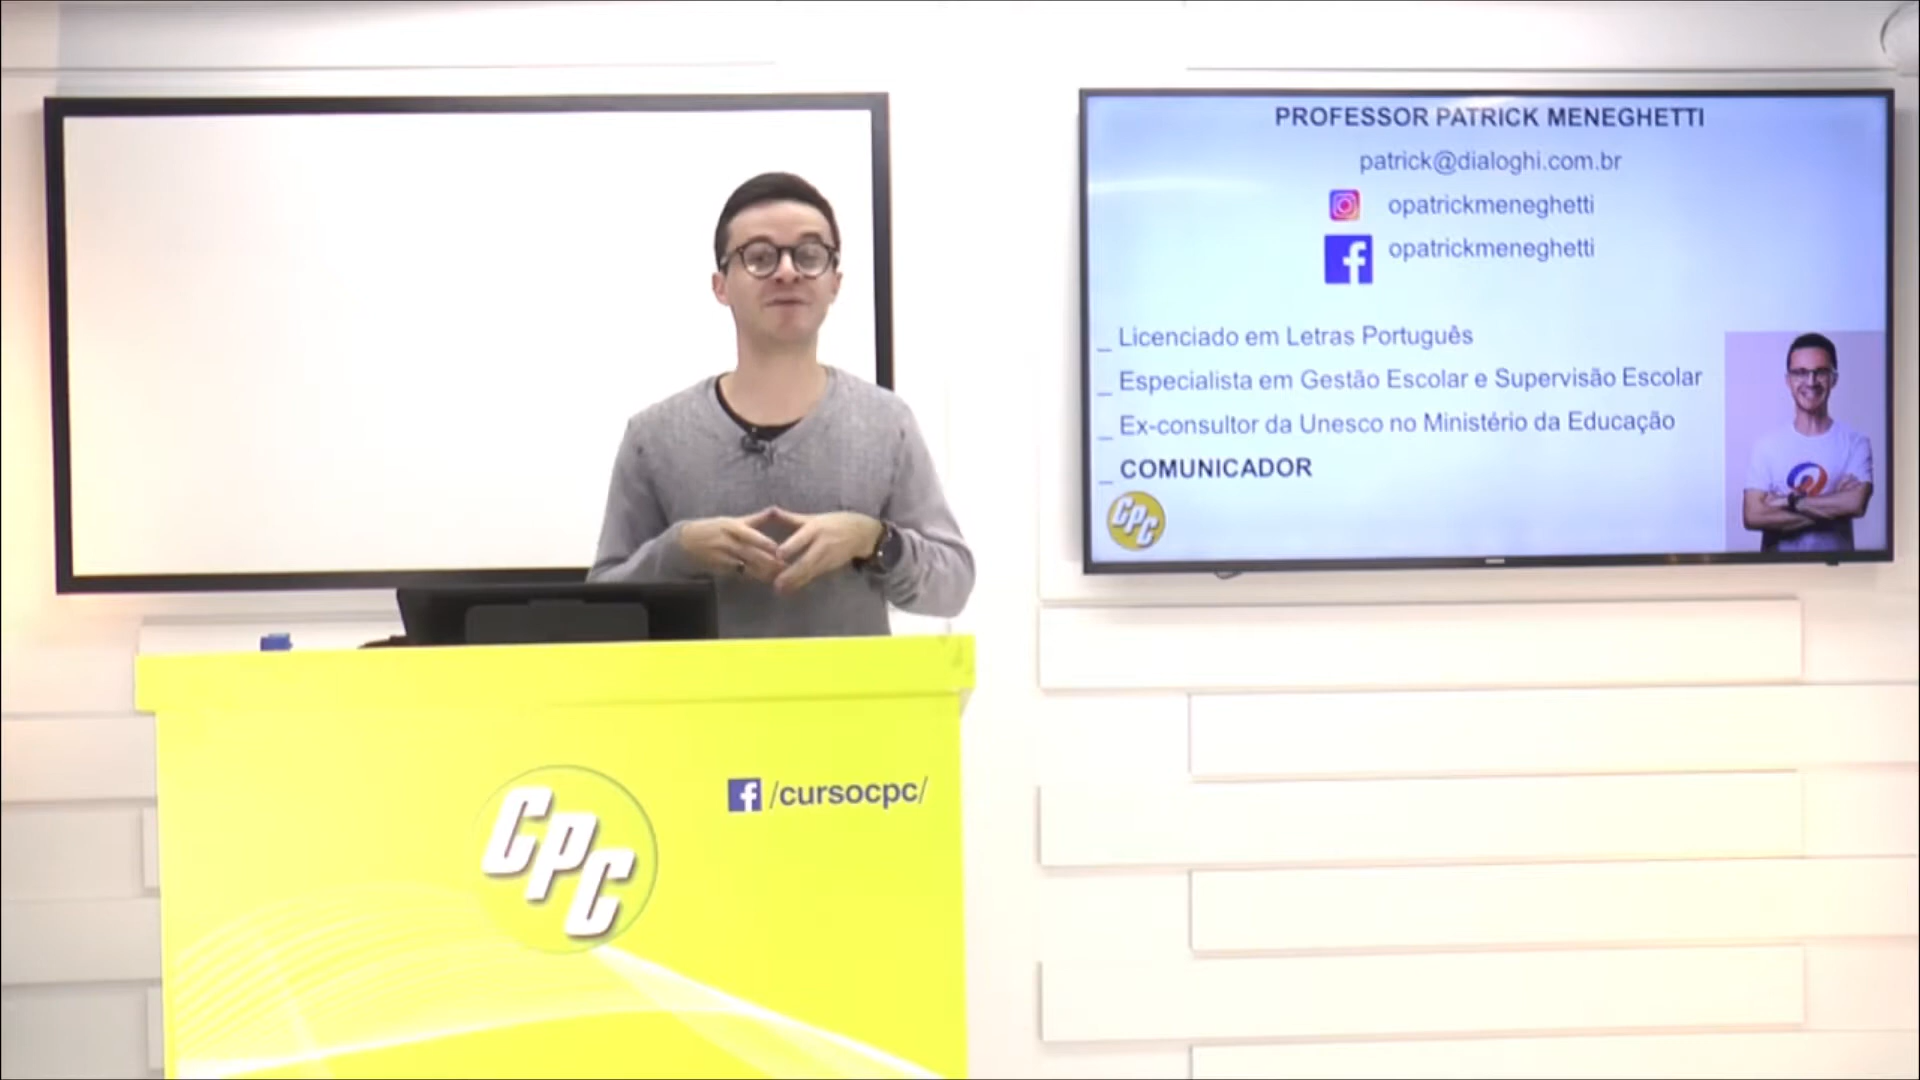 PROFESSOR PATRICK MENEGHETTI
patrick@dialoghi.com.br
opatrickmeneghetti
opatrickmeneghetti
_ Licenciado em Letras Português
_ Especialista em Gestão Escolar e Supervisão Escolar
_ Ex-consultor da Unesco no Ministério da Educação
_ COMUNICADOR
CPC
/cursocpc/
CPC